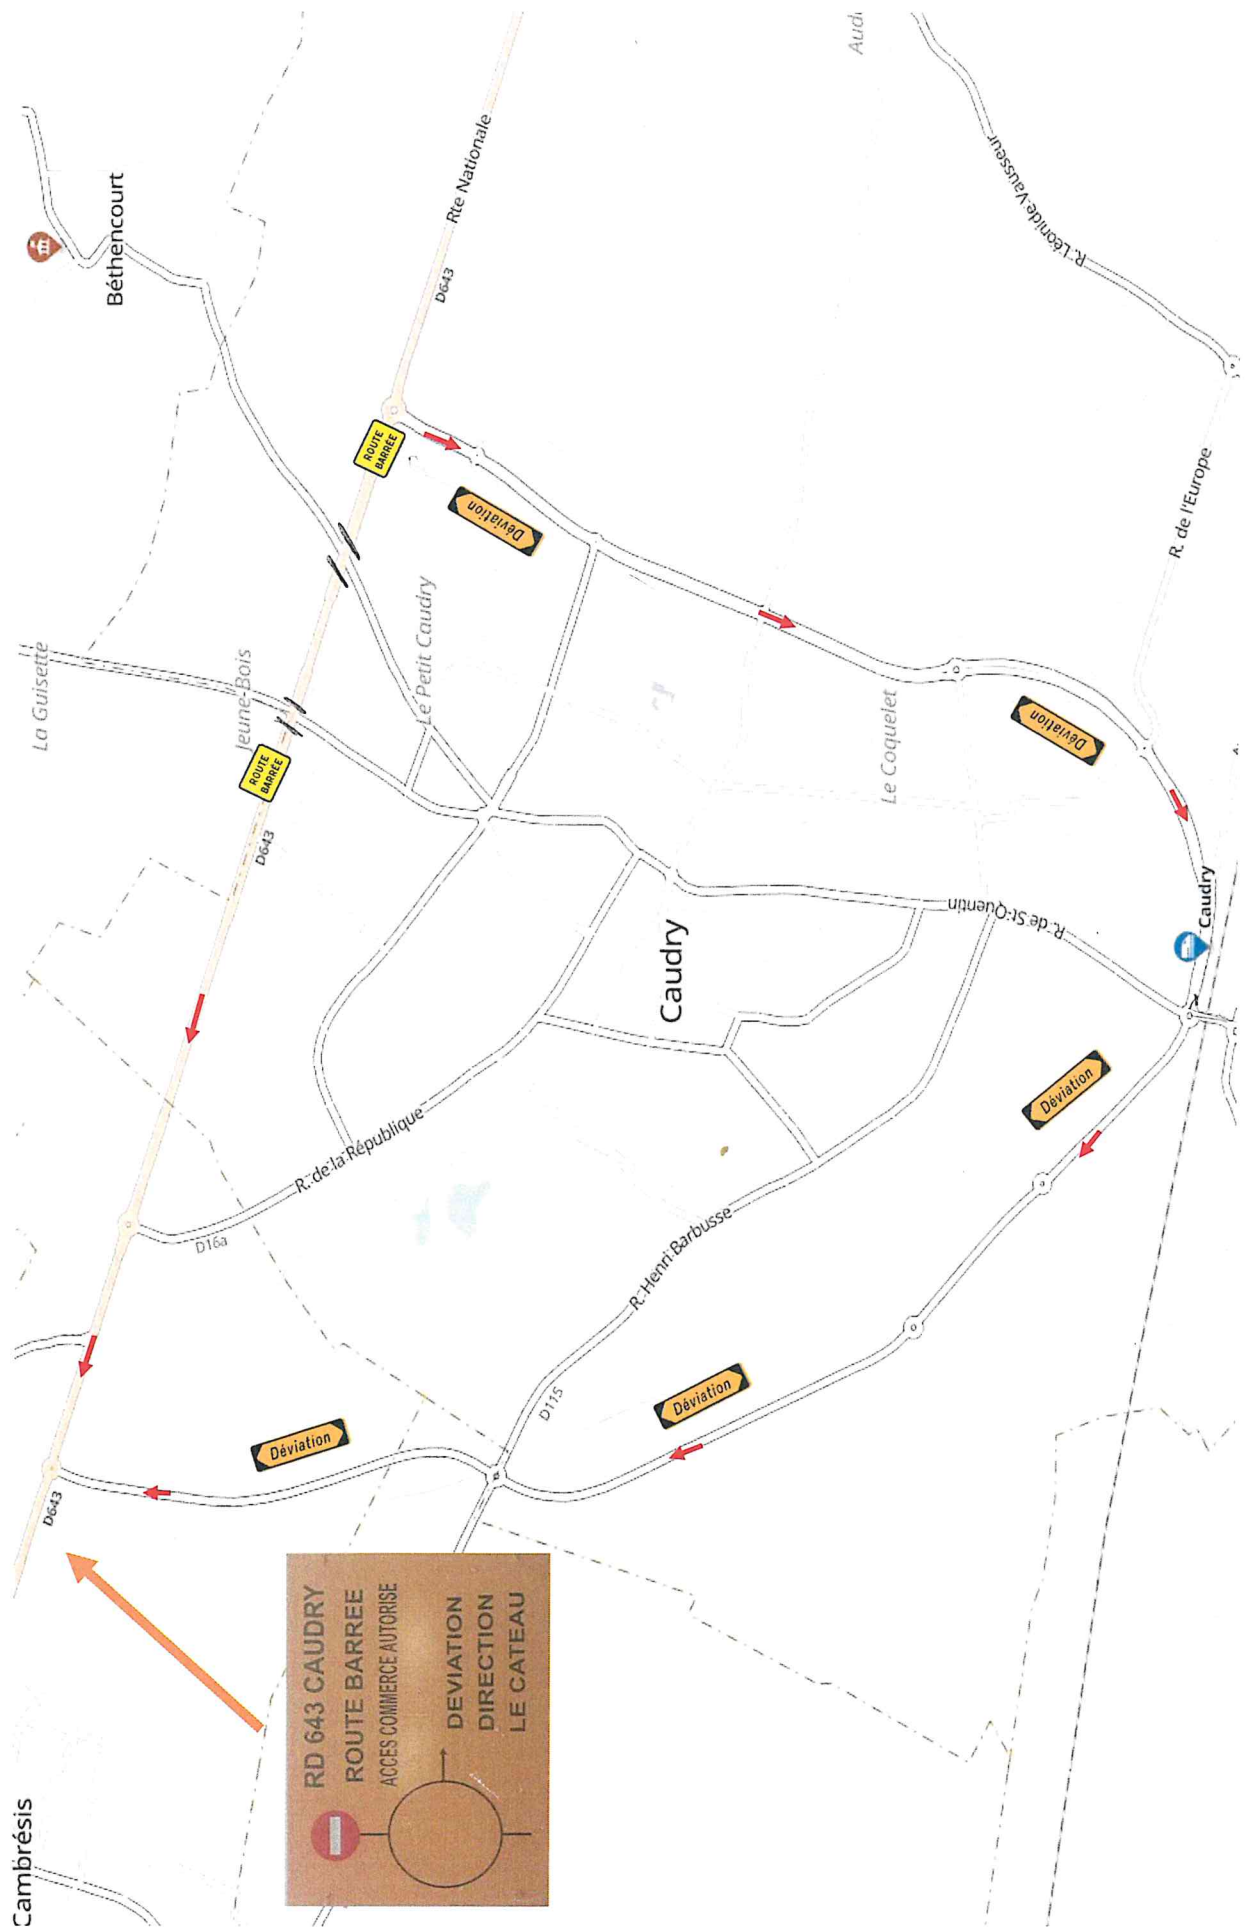 Béthencourt
Rte Nationale
D643
Aud
R. Léonide Vausseur
ROUTE
BARRÉE
Déviation
R. de l'Europe
La Guisette
Jeune-Bois
Le Petit Caudry
ROUTE
BARRÉE
D643
Le Coquelet
Déviation
Caudry
R. de St-Quentin
Caudry
R. de la République
D16a
Déviation
R. Henri Barbusse
D115
Déviation
Déviation
D643
Cambrésis
RD 643 CAUDRY
ROUTE BARREE
ACCES COMMERCE AUTORISE
DEVIATION
DIRECTION
LE CATEAU